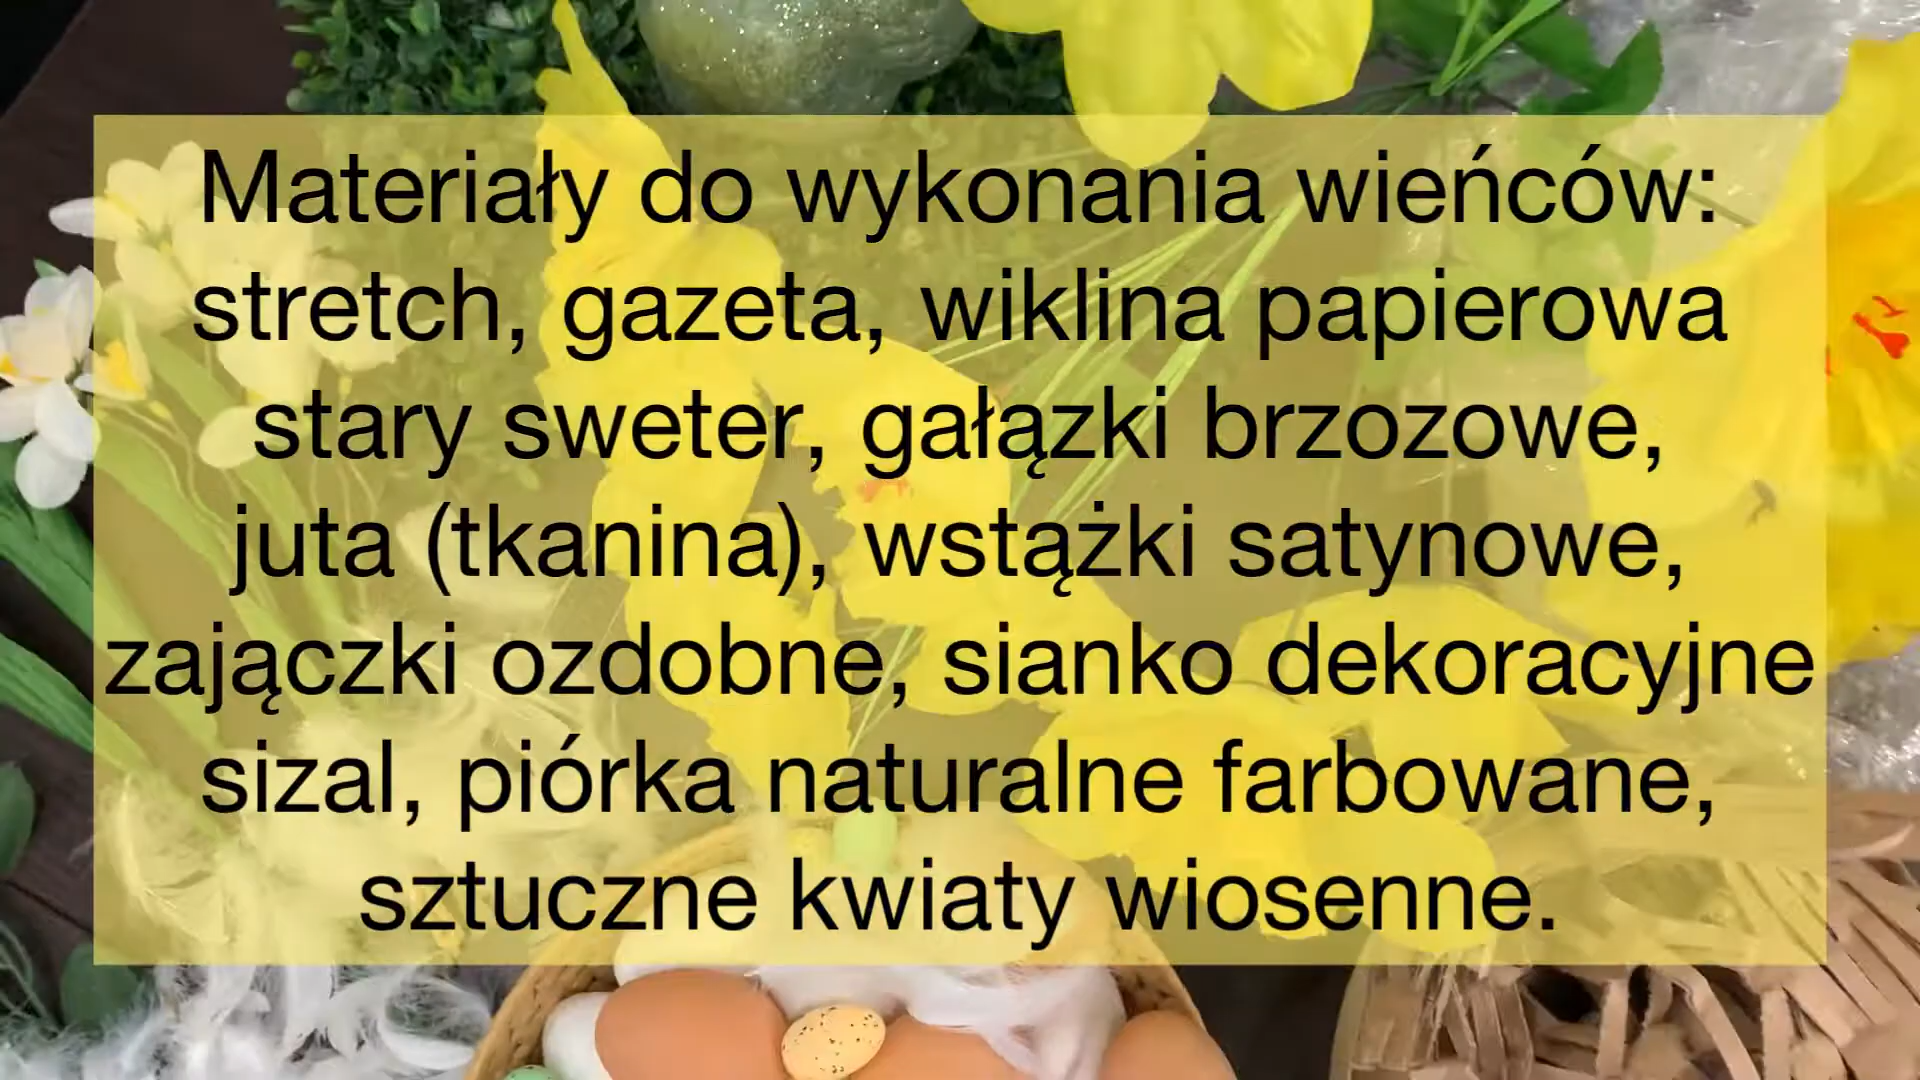 Materiały do wykonania wieńców:
stretch, gazeta, wiklina papierowa
stary sweter, gałązki brzozowe,
juta (tkanina), wstążki satynowe,
zajączki ozdobne, sianko dekoracyjne
sizal, piórka naturalne farbowane,
sztuczne kwiaty wiosenne.